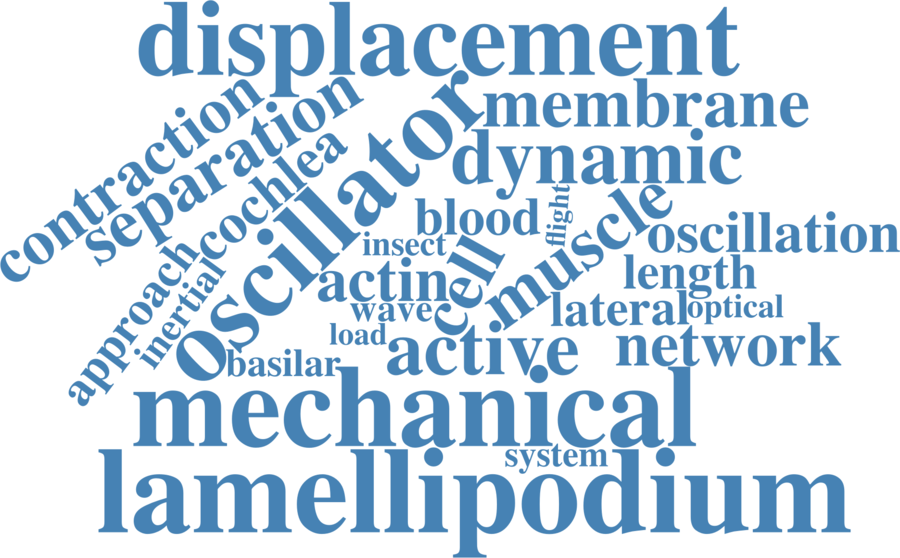 displacement
contraction
separation
membrane
oscillator
dynamic
cochlea
blood
flight
muscle
oscillation
insect
approach
inertial
actin
cell
length
wave
lateral
optical
load
basilar
active
network
mechanical
system
lamellipodium